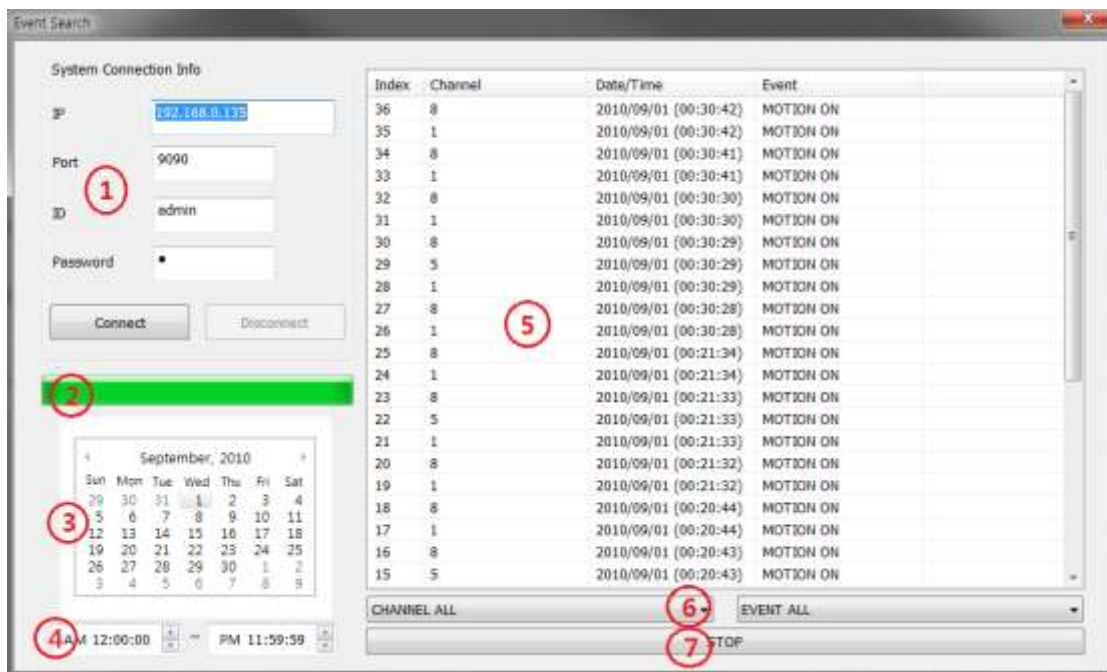 Event Search
System Connection Info
IP 192.168.0.135
Port 9090
1
ID admin
Password
Connect Disconnect
2
September, 2010
Sun Mon Tue Wed Thu Fri Sat
29 30 31 1 2 3 4
3
5 6 7 8 9 10 11
12 13 14 15 16 17 18
19 20 21 22 23 24 25
26 27 28 29 30 1 2
3 4 5 6 7 8 9
4
AM 12:00:00 ~ PM 11:59:59
Index Channel Date/Time Event
36 8 2010/09/01 (00:30:42) MOTION ON
35 1 2010/09/01 (00:30:42) MOTION ON
34 8 2010/09/01 (00:30:41) MOTION ON
33 1 2010/09/01 (00:30:41) MOTION ON
32 8 2010/09/01 (00:30:30) MOTION ON
31 1 2010/09/01 (00:30:30) MOTION ON
30 8 2010/09/01 (00:30:29) MOTION ON
29 5 2010/09/01 (00:30:29) MOTION ON
28 1 2010/09/01 (00:30:29) MOTION ON
27 8 2010/09/01 (00:30:28) MOTION ON
5
26 1 2010/09/01 (00:30:28) MOTION ON
25 8 2010/09/01 (00:21:34) MOTION ON
24 1 2010/09/01 (00:21:34) MOTION ON
23 8 2010/09/01 (00:21:33) MOTION ON
22 5 2010/09/01 (00:21:33) MOTION ON
21 1 2010/09/01 (00:21:33) MOTION ON
20 8 2010/09/01 (00:21:32) MOTION ON
19 1 2010/09/01 (00:21:32) MOTION ON
18 8 2010/09/01 (00:20:44) MOTION ON
17 1 2010/09/01 (00:20:44) MOTION ON
16 8 2010/09/01 (00:20:43) MOTION ON
15 5 2010/09/01 (00:20:43) MOTION ON
CHANNEL ALL 6 EVENT ALL
7 STOP